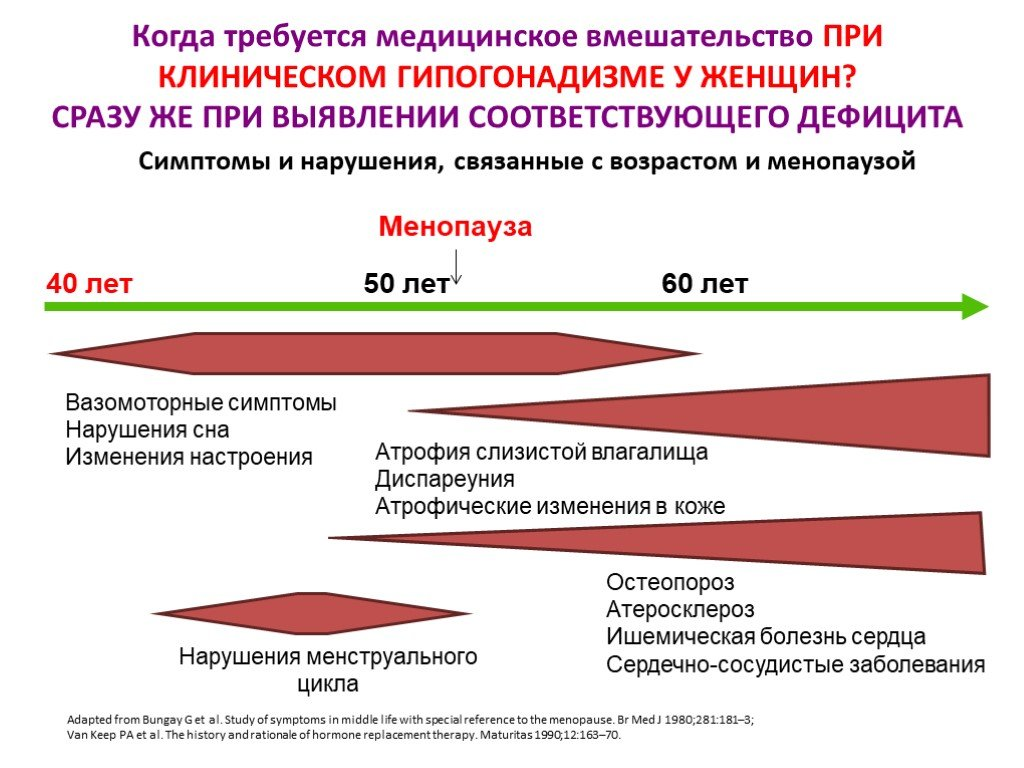 Когда требуется медицинское вмешательство ПРИ
КЛИНИЧЕСКОМ ГИПОГОНАДИЗМЕ У ЖЕНЩИН?
СРАЗУ ЖЕ ПРИ ВЫЯВЛЕНИИ СООТВЕТСТВУЮЩЕГО ДЕФИЦИТА
Симптомы и нарушения, связанные с возрастом и менопаузой
Менопауза
40 лет 50 лет 60 лет
Вазомоторные симптомы
Нарушения сна
Изменения настроения
Атрофия слизистой влагалища
Диспареуния
Атрофические изменения в коже
Остеопороз
Атеросклероз
Ишемическая болезнь сердца
Сердечно-сосудистые заболевания
Нарушения менструального
цикла
Adapted from Bungay G et al. Study of symptoms in middle life with special reference to the menopause. Br Med J 1980;281:181–3;
Van Keep PA et al. The history and rationale of hormone replacement therapy. Maturitas 1990;12:163–70.